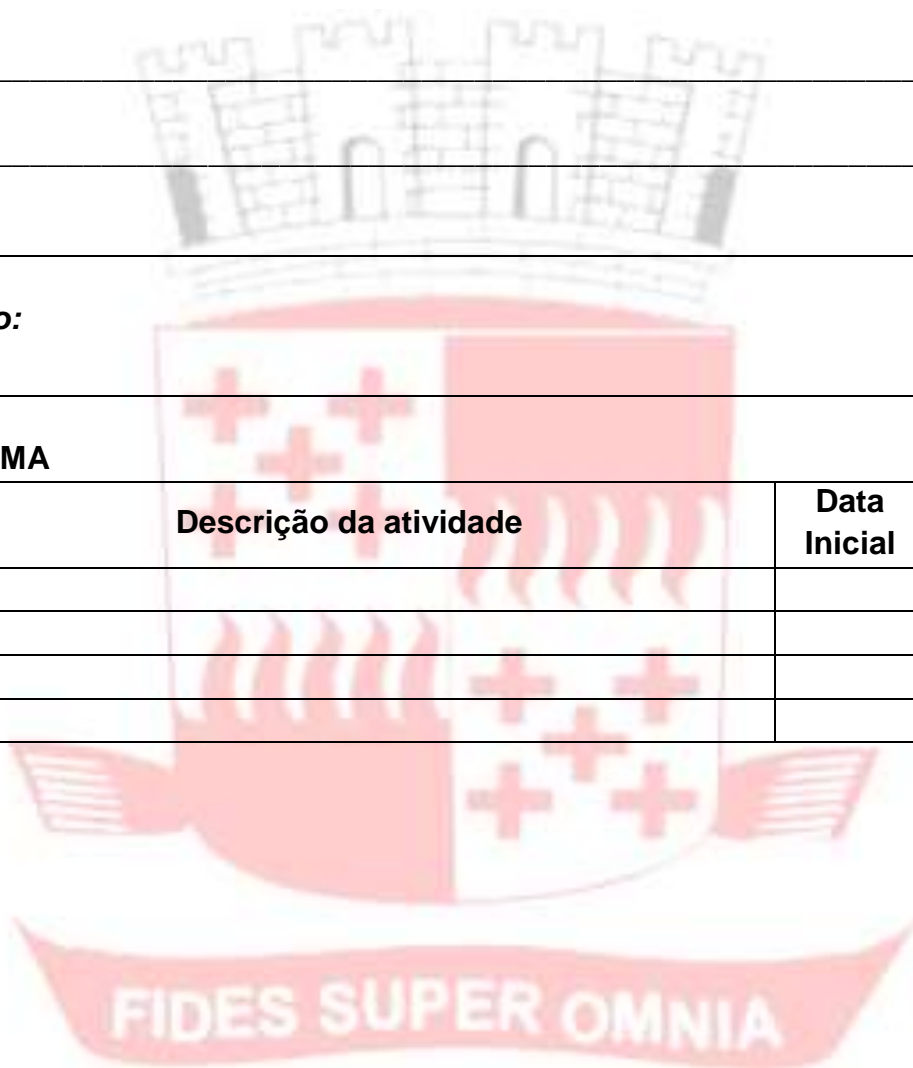 o:
MA
Descrição da atividade
Data
Inicial
FIDES SUPER OMNIA